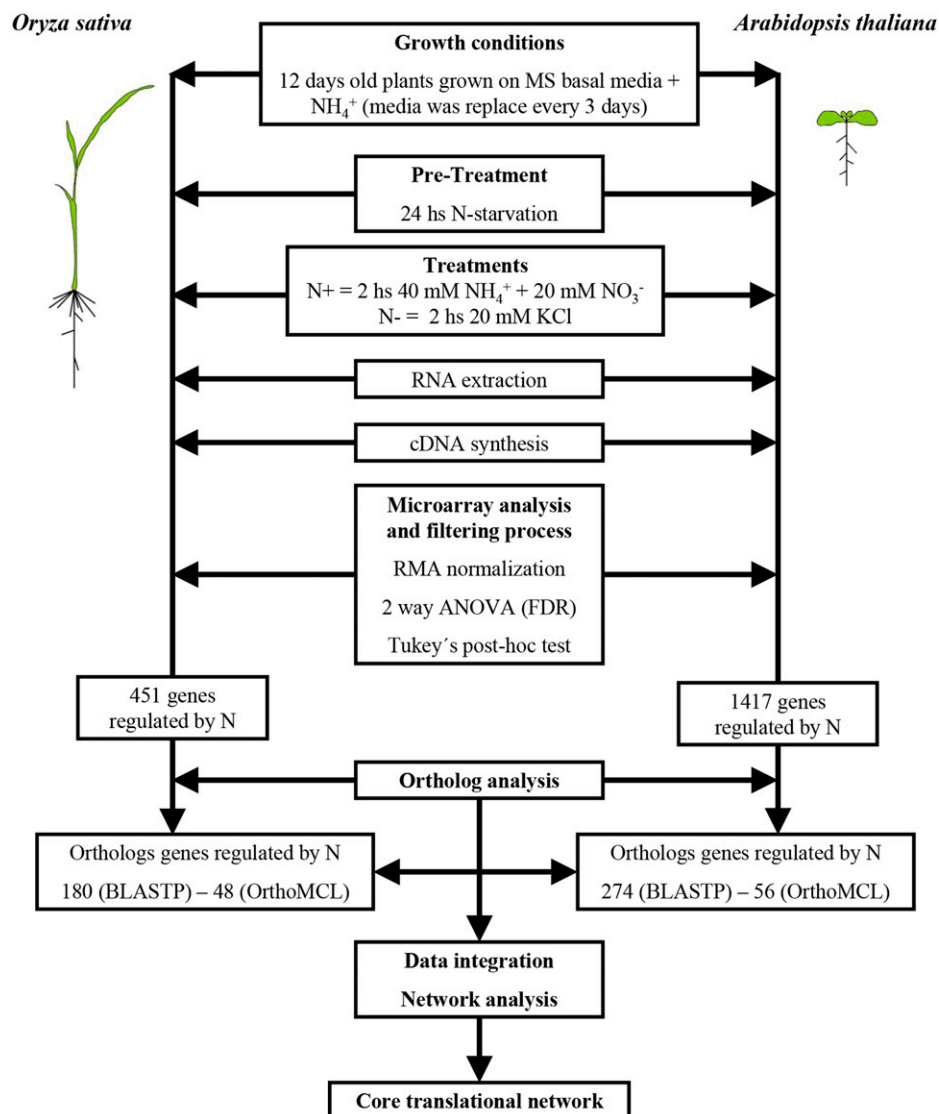 Oryza sativa
Arabidopsis thaliana
Growth conditions
12 days old plants grown on MS basal media +
NH₄⁺ (media was replace every 3 days)
Pre-Treatment
24 hs N-starvation
Treatments
N+ = 2 hs 40 mM NH₄⁺ + 20 mM NO₃⁻
N- = 2 hs 20 mM KCl
RNA extraction
cDNA synthesis
Microarray analysis
and filtering process
RMA normalization
2 way ANOVA (FDR)
Tukey´s post-hoc test
451 genes
regulated by N
1417 genes
regulated by N
Ortholog analysis
Orthologs genes regulated by N
180 (BLASTP) – 48 (OrthoMCL)
Orthologs genes regulated by N
274 (BLASTP) – 56 (OrthoMCL)
Data integration
Network analysis
Core translational network